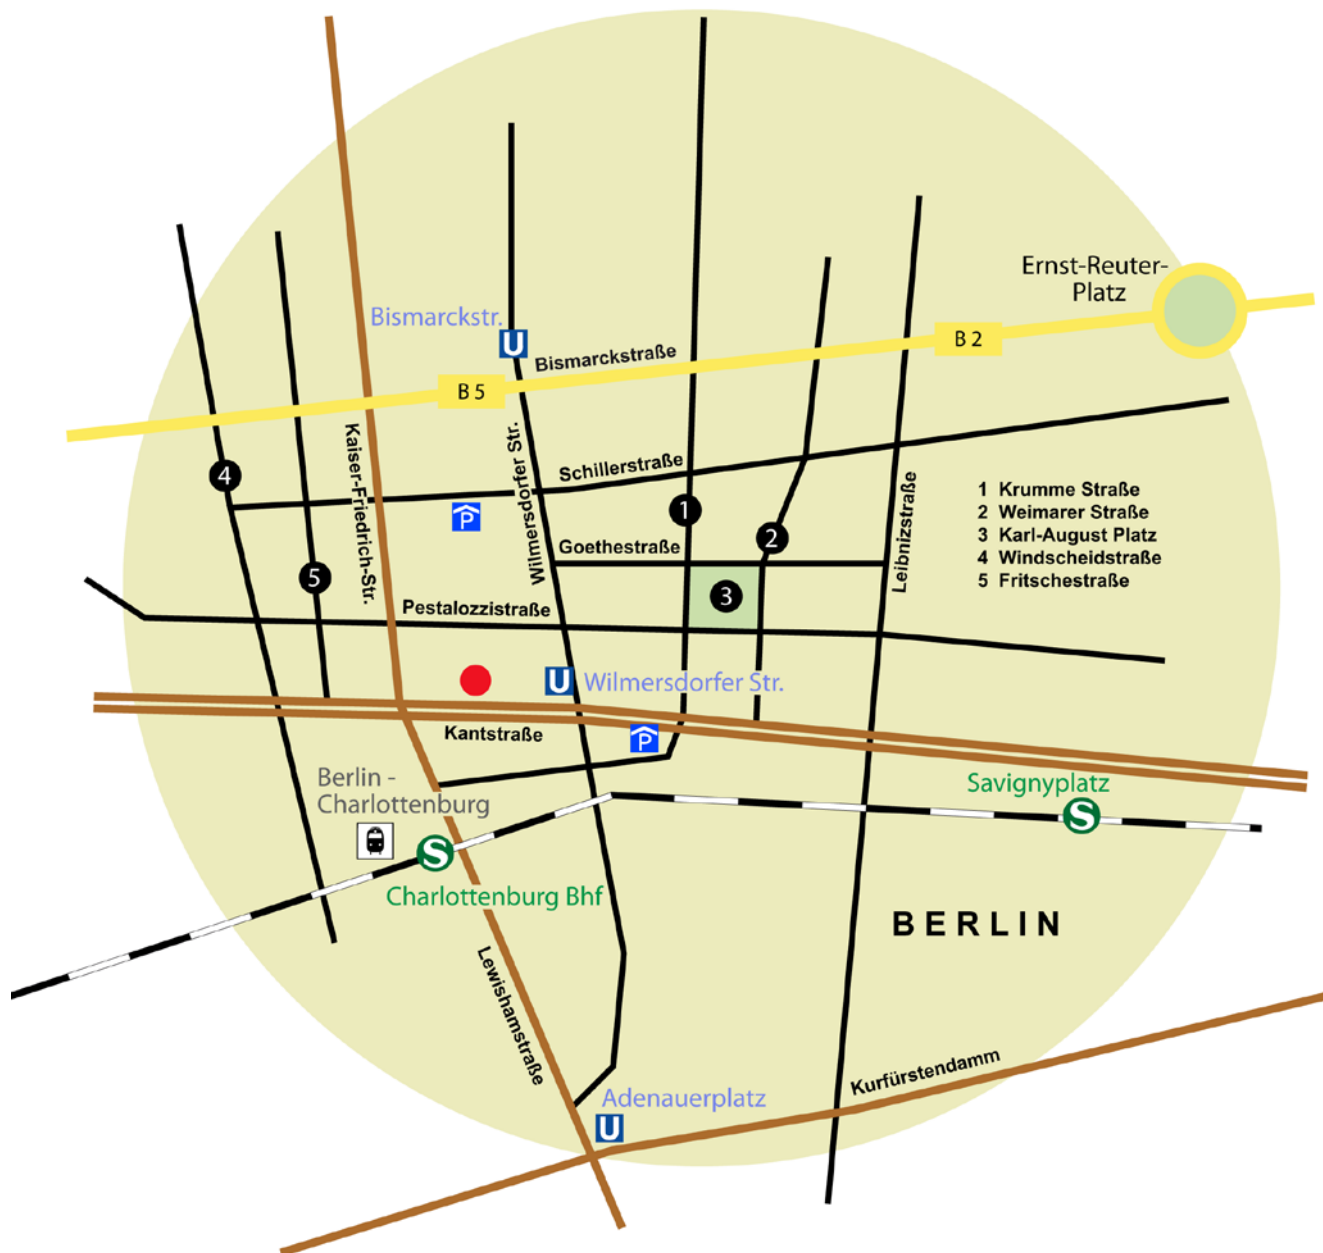 Ernst-Reuter-
Platz
Bismarckstr.
U
Bismarckstraße
B 2
B 5
Kaiser-Friedrich-Str.
Wilmersdorfer Str.
Schillerstraße
4
P
1
2
Goethestraße
Leibnizstraße
1 Krumme Straße
2 Weimarer Straße
3 Karl-August Platz
4 Windscheidstraße
5 Fritschestraße
5
3
Pestalozzistraße
U
Wilmersdorfer Str.
Kantstraße
P
Berlin -
Charlottenburg
Savignyplatz
S
S
Charlottenburg Bhf
BERLIN
Lewishamstraße
Kurfürstendamm
Adenauerplatz
U